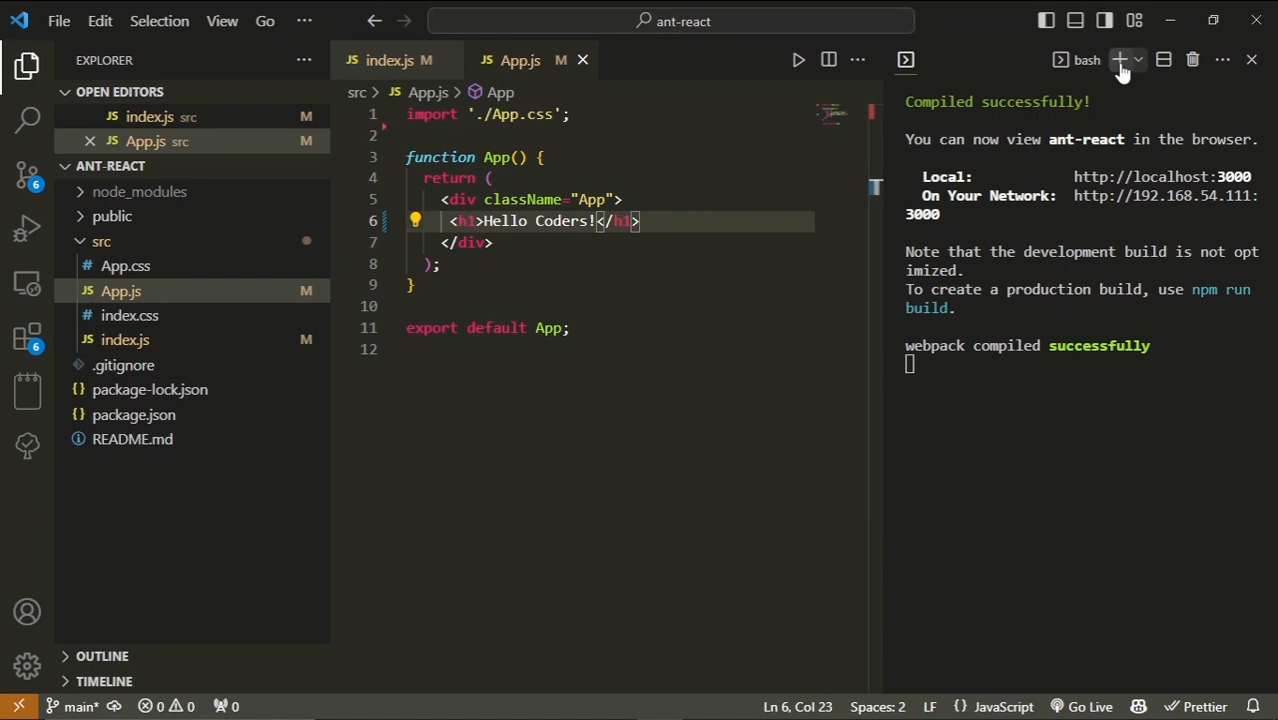 File Edit Selection View Go ···
ant-react
EXPLORER ···
OPEN EDITORS
index.js src M
App.js src M
ANT-REACT
node_modules
public
src
App.css
App.js
index.css
index.js M
.gitignore
package-lock.json
package.json
README.md
OUTLINE
TIMELINE
index.js M
App.js M
src > App.js > App
1 import './App.css';
2
3 function App() {
4 return (
5 <div className="App">
6 <h1>Hello Coders!</h1>
7 </div>
8 );
9 }
10
11 export default App;
12
bash
Compiled successfully!
You can now view ant-react in the browser.
Local: http://localhost:3000
On Your Network: http://192.168.54.111:
3000
Note that the development build is not opt
imized.
To create a production build, use npm run
build.
webpack compiled successfully
6
6
main* 0 0 0 Ln 6, Col 23 Spaces: 2 LF {} JavaScript Go Live Prettier